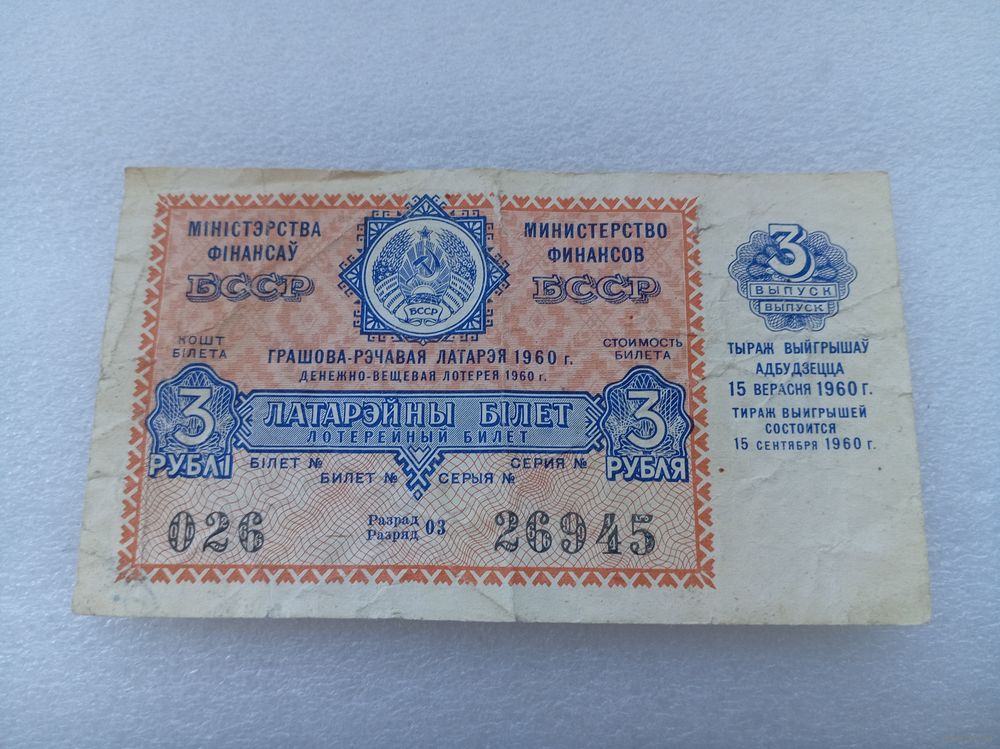 МІНІСТЭРСТВА
ФІНАНСАЎ
БССР
МИНИСТЕРСТВО
ФИНАНСОВ
БССР
БССР
КОШТ
БІЛЕТА
СТОИМОСТЬ
БИЛЕТА
ГРАШОВА-РЭЧАВАЯ ЛАТАРЭЯ 1960 г.
ДЕНЕЖНО-ВЕЩЕВАЯ ЛОТЕРЕЯ 1960 г.
3
РУБЛІ
ЛАТАРЭЙНЫ БІЛЕТ
ЛОТЕРЕЙНЫЙ БИЛЕТ
3
РУБЛЯ
БІЛЕТ № СЕРИЯ №
БИЛЕТ № СЕРЫЯ №
026
Разрад
Разряд 03
26945
3
ВЫПУСК
ВЫПУСК
ТЫРАЖ ВЫЙГРЫШАЎ
АДБУДЗЕЦЦА
15 ВЕРАСНЯ 1960 г.
ТИРАЖ ВЫИГРЫШЕЙ
СОСТОИТСЯ
15 СЕНТЯБРЯ 1960 г.